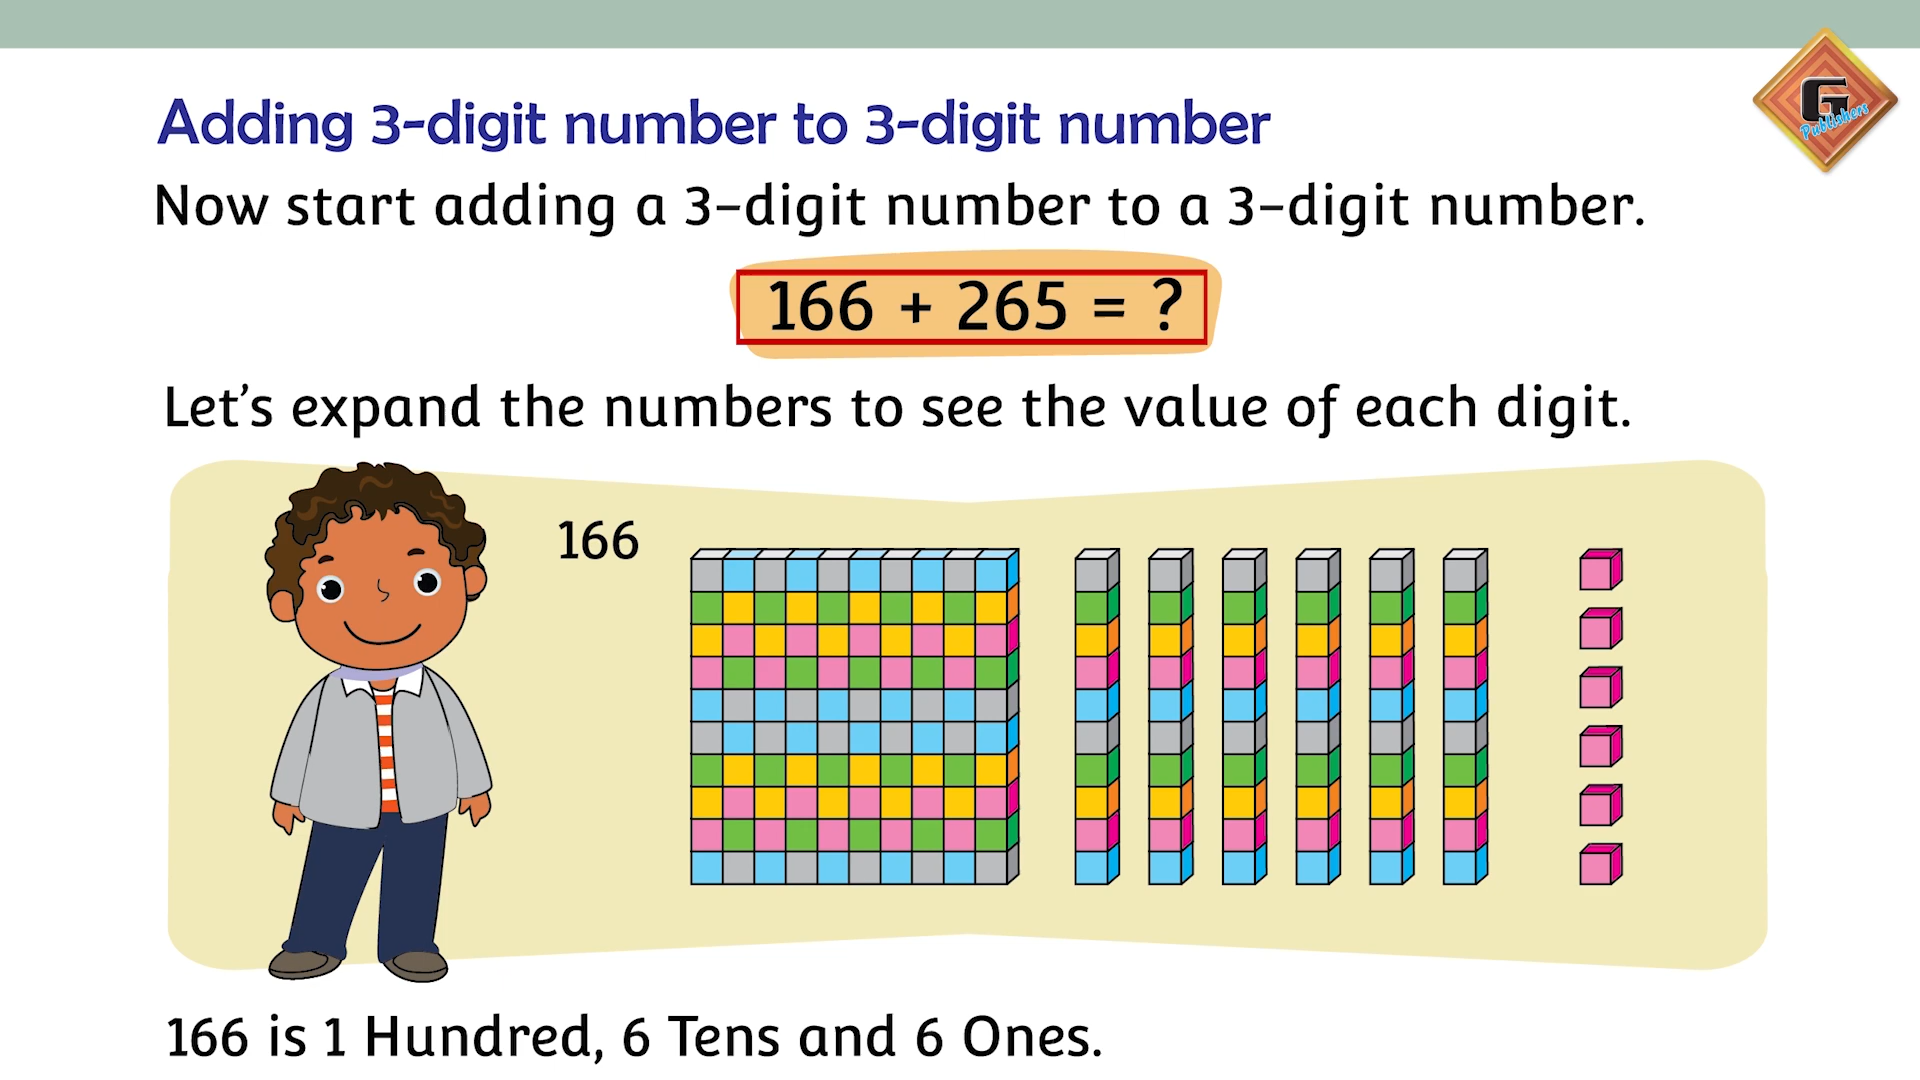 G
Publishers
Adding 3-digit number to 3-digit number
Now start adding a 3-digit number to a 3-digit number.
166 + 265 = ?
Let's expand the numbers to see the value of each digit.
166
166 is 1 Hundred, 6 Tens and 6 Ones.